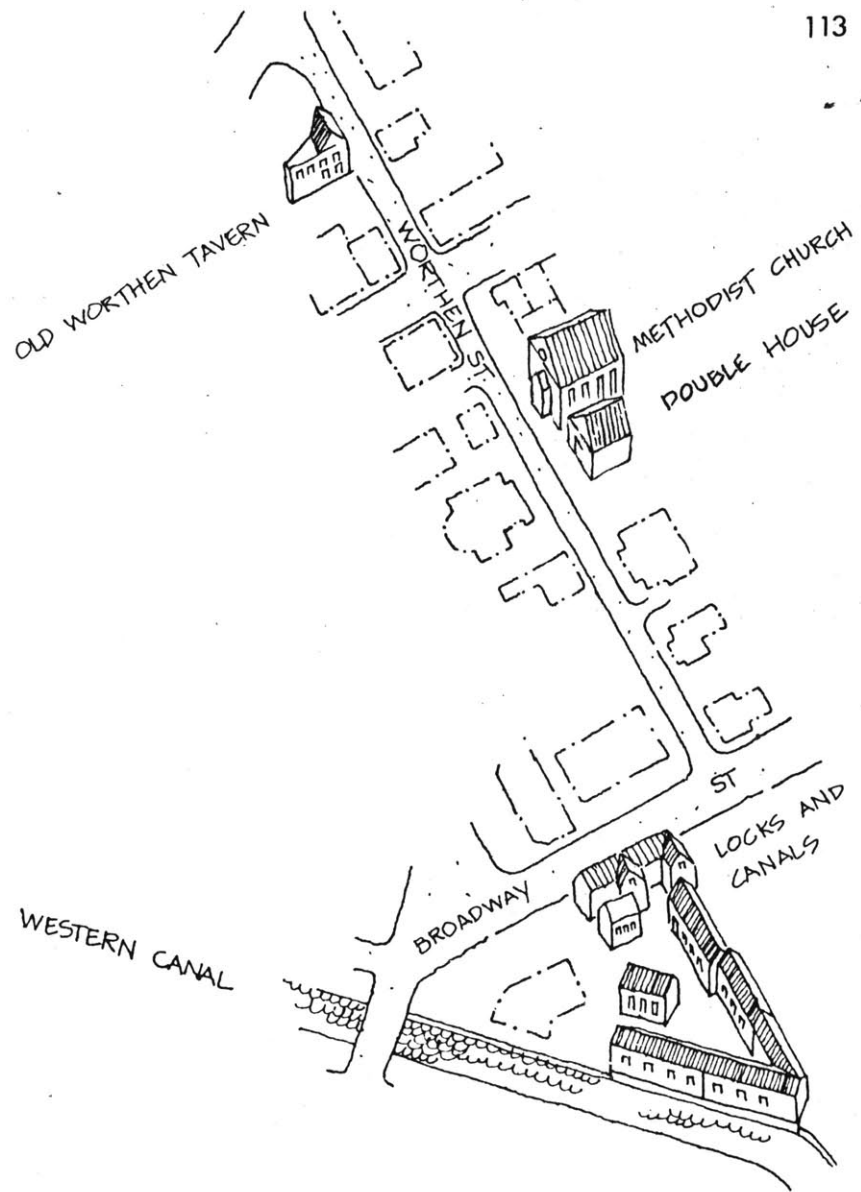 113
OLD WORTHEN TAVERN
WORTHEN ST.
METHODIST CHURCH
DOUBLE HOUSE
ST
LOCKS AND
CANALS
BROADWAY
WESTERN CANAL